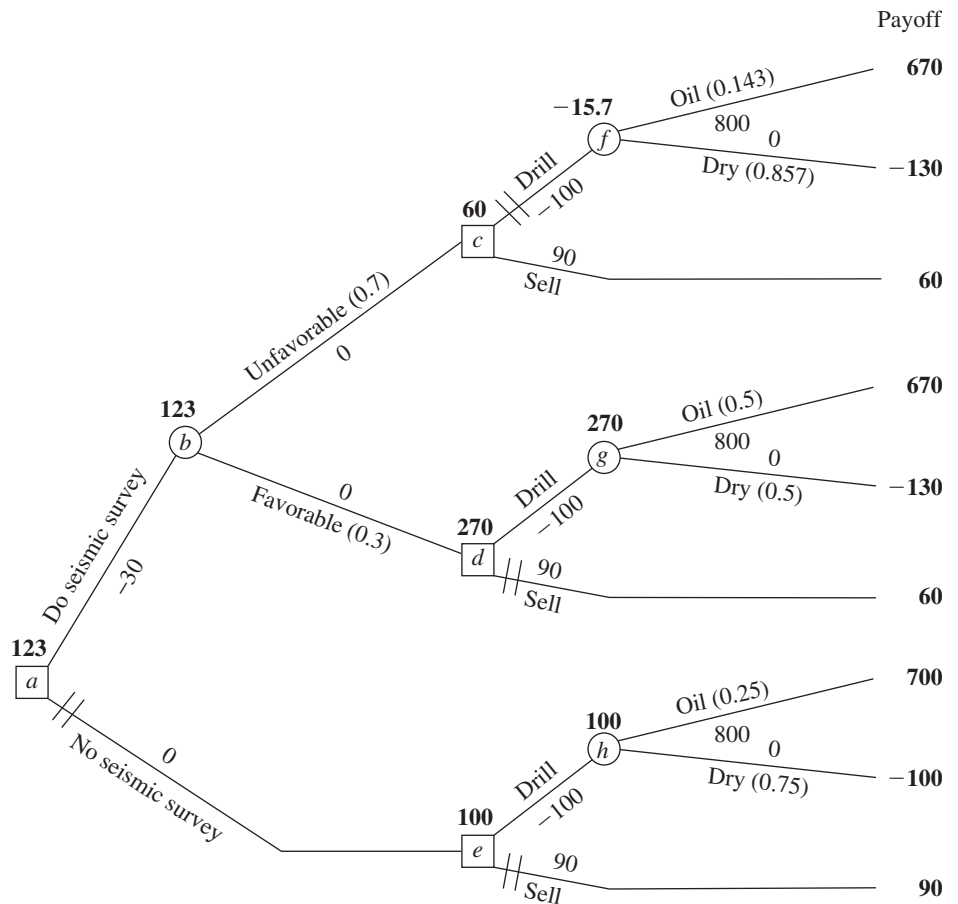 Payoff
670
Oil (0.143)
−15.7
800
0
f
Dry (0.857)
−130
Drill
−100
60
c
90
Sell
60
Unfavorable (0.7)
0
670
Oil (0.5)
123
270
800
0
b
g
Dry (0.5)
−130
0
Favorable (0.3)
Drill
−100
270
d
90
Sell
60
Do seismic survey
−30
123
a
700
Oil (0.25)
100
800
0
h
Dry (0.75)
−100
0
No seismic survey
Drill
−100
100
e
90
Sell
90